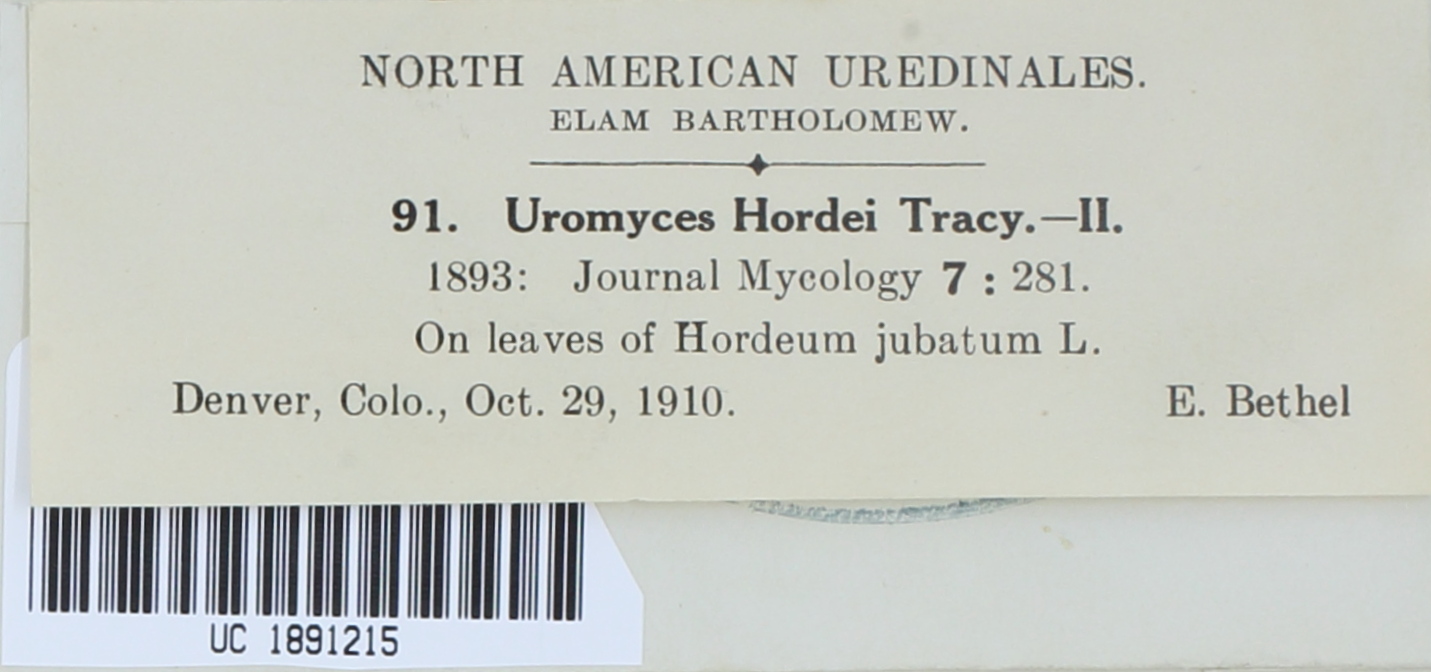 NORTH AMERICAN UREDINALES.
ELAM BARTHOLOMEW.
91. Uromyces Hordei Tracy.—II.
1893: Journal Mycology 7 : 281.
On leaves of Hordeum jubatum L.
Denver, Colo., Oct. 29, 1910. E. Bethel
UC 1891215